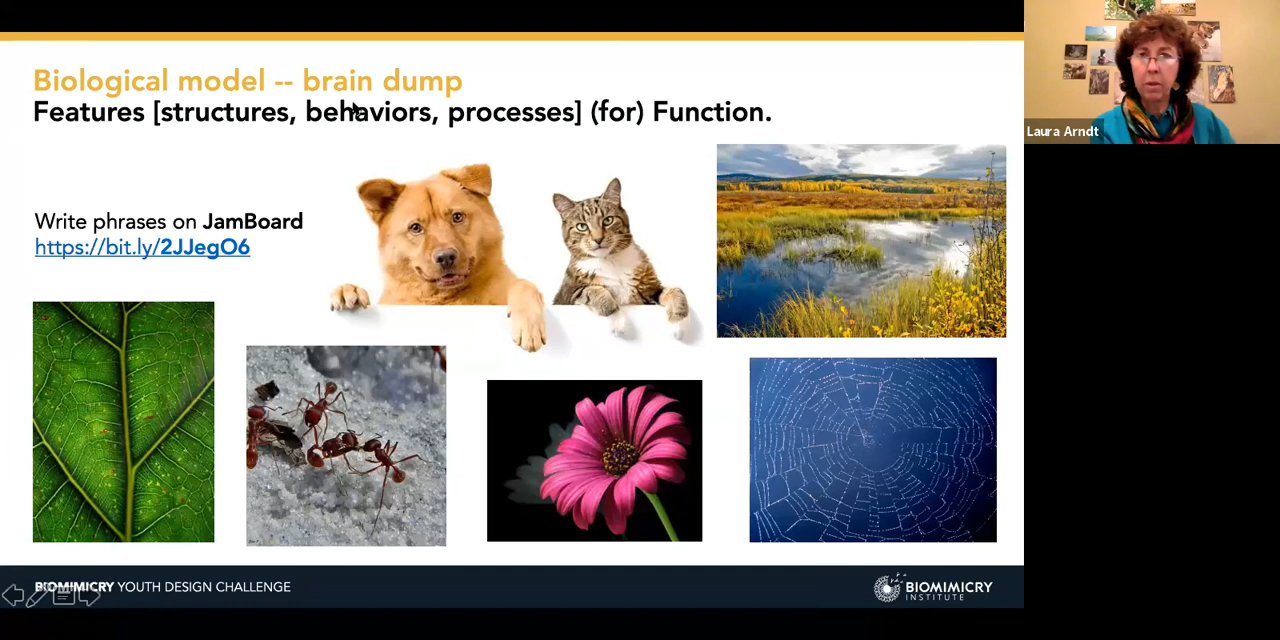 Biological model -- brain dump
Features [structures, behaviors, processes] (for) Function.
Write phrases on JamBoard
https://bit.ly/2JJegO6
Laura Arndt
BIOMIMICRY YOUTH DESIGN CHALLENGE
BIOMIMICRY
INSTITUTE